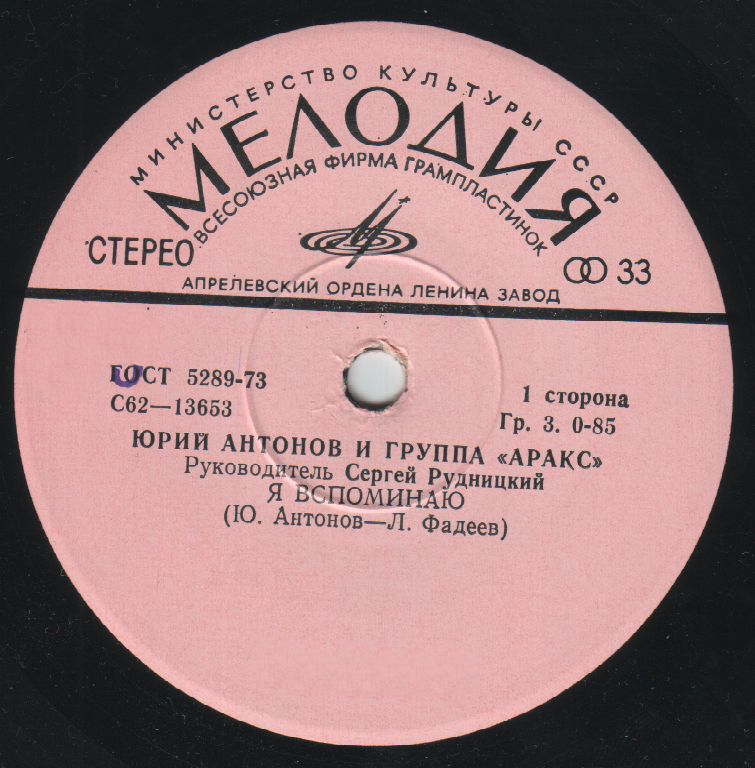 МИНИСТЕРСТВО КУЛЬТУРЫ СССР
МЕЛОДИЯ
ВСЕСОЮЗНАЯ ФИРМА ГРАМПЛАСТИНОК
СТЕРЕО
33
АПРЕЛЕВСКИЙ ОРДЕНА ЛЕНИНА ЗАВОД
ГОСТ 5289-73
С62—13653
1 сторона
Гр. 3. 0-85
ЮРИЙ АНТОНОВ И ГРУППА «АРАКС»
Руководитель Сергей Рудницкий
Я ВСПОМИНАЮ
(Ю. Антонов—Л. Фадеев)